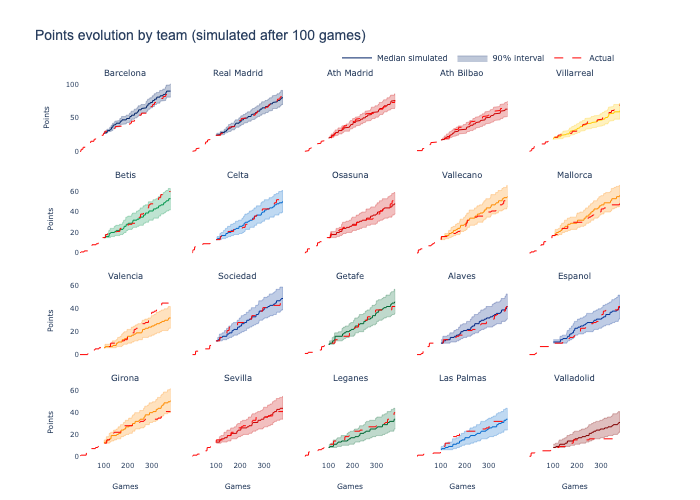 Points evolution by team (simulated after 100 games)
Median simulated 90% interval Actual
Barcelona Real Madrid Ath Madrid Ath Bilbao Villarreal
100
Points
50
0
Betis Celta Osasuna Vallecano Mallorca
60
Points
40
20
0
Valencia Sociedad Getafe Alaves Espanol
60
Points
40
20
0
Girona Sevilla Leganes Las Palmas Valladolid
60
Points
40
20
0
100 200 300 100 200 300 100 200 300 100 200 300 100 200 300
Games Games Games Games Games